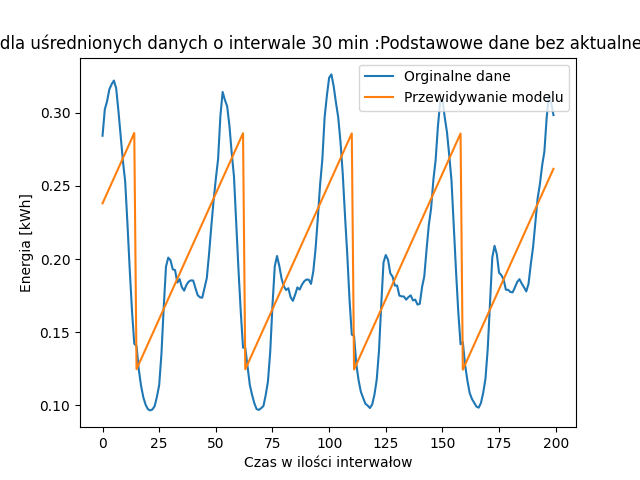 dla uśrednionych danych o interwale 30 min :Podstawowe dane bez aktualne
Orginalne dane
Przewidywanie modelu
Energia [kWh]
0.30
0.25
0.20
0.15
0.10
0 25 50 75 100 125 150 175 200
Czas w ilości interwałow